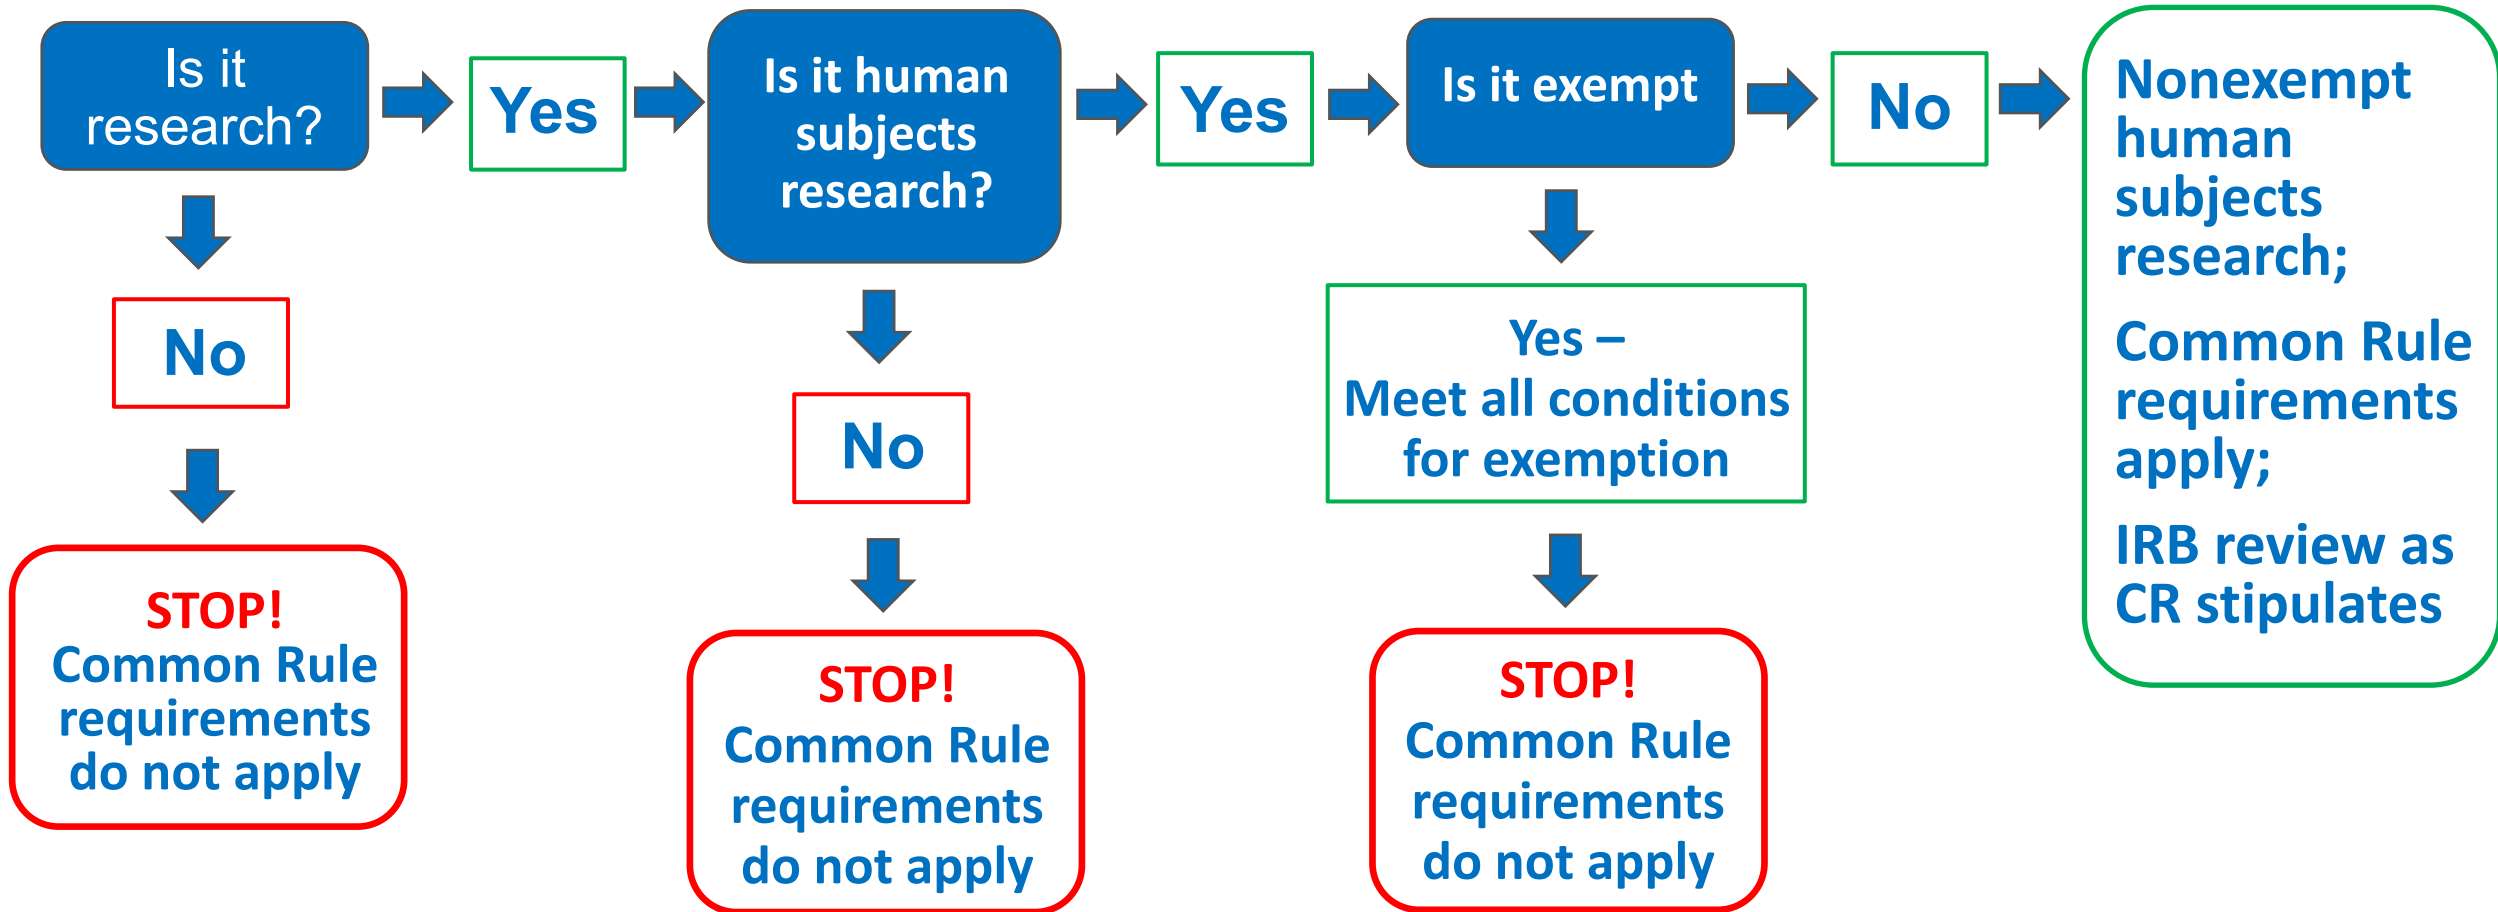 Is it
research?
Yes
Is it human
subjects
research?
Yes
Is it exempt
No
Nonexempt
human
subjects
research;
Common Rule
requirements
apply;
IRB review as
CR stipulates
No
STOP!
Common Rule
requirements
do not apply
No
STOP!
Common Rule
requirements
do not apply
Yes –
Meet all conditions
for exemption
STOP!
Common Rule
requirements
do not apply